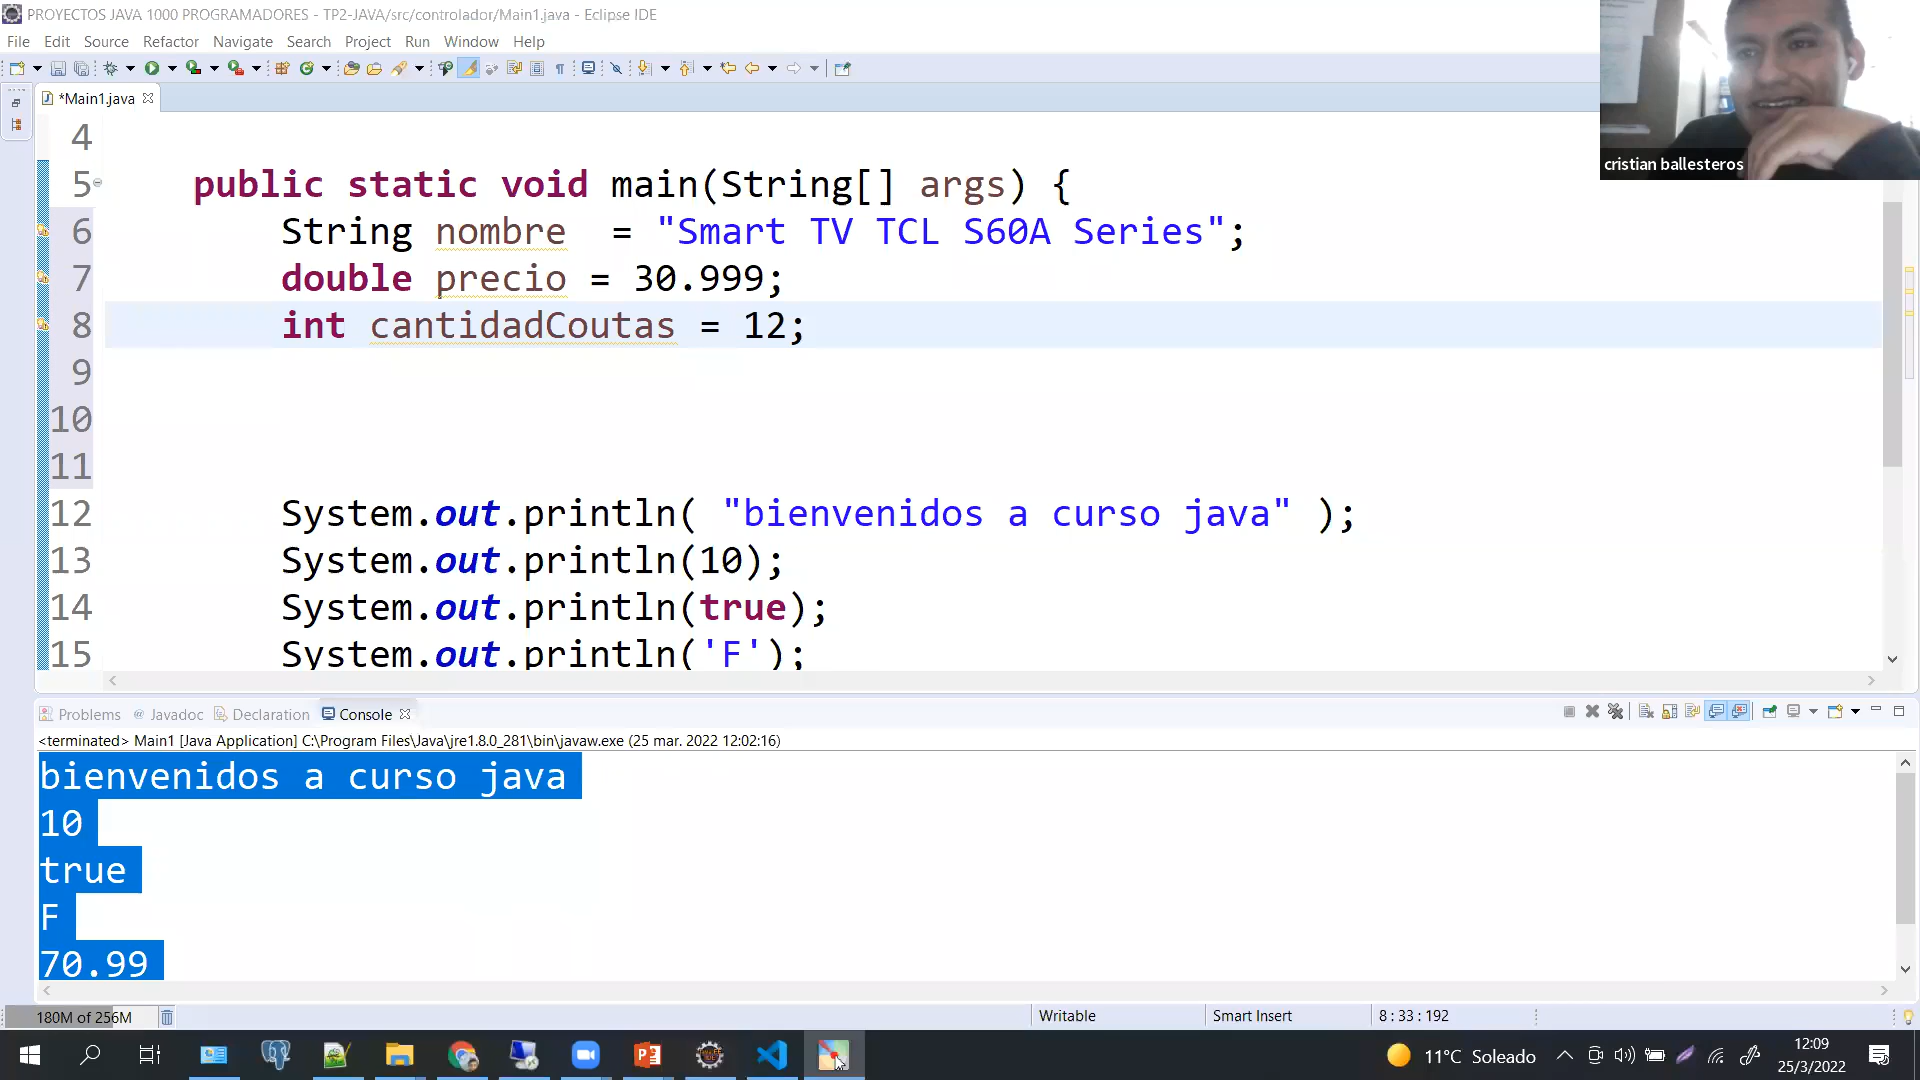 PROYECTOS JAVA 1000 PROGRAMADORES - TP2-JAVA/src/controlador/Main1.java - Eclipse IDE
File Edit Source Refactor Navigate Search Project Run Window Help
*Main1.java
cristian ballesteros
4
5 public static void main(String[] args) {
6 String nombre = "Smart TV TCL S60A Series";
7 double precio = 30.999;
8 int cantidadCoutas = 12;
9
10
11
12 System.out.println( "bienvenidos a curso java" );
13 System.out.println(10);
14 System.out.println(true);
15 System.out.println('F');
Problems @ Javadoc Declaration Console
<terminated> Main1 [Java Application] C:\Program Files\Java\jre1.8.0_281\bin\javaw.exe (25 mar. 2022 12:02:16)
bienvenidos a curso java
10
true
F
70.99
180M of 256M Writable Smart Insert 8 : 33 : 192
11°C Soleado 12:09
25/3/2022